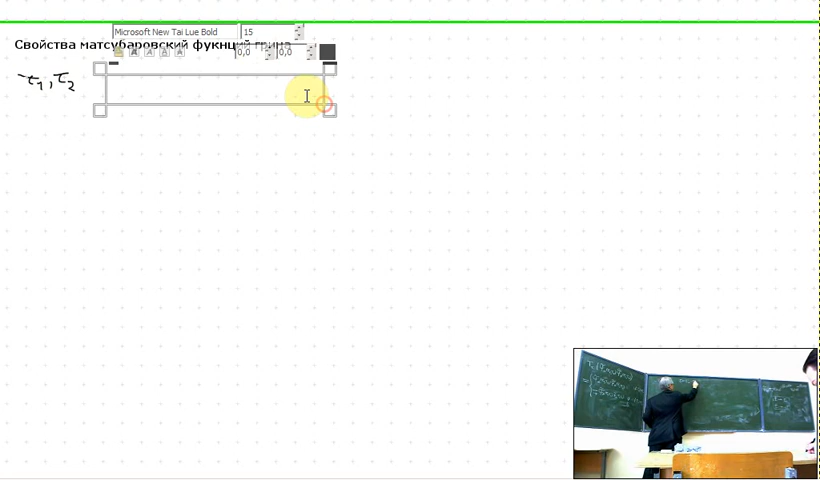 Microsoft New Tai Lue Bold 15
Свойства матсубаровский фукнций грина
0,0 0,0
τ₁, τ₂